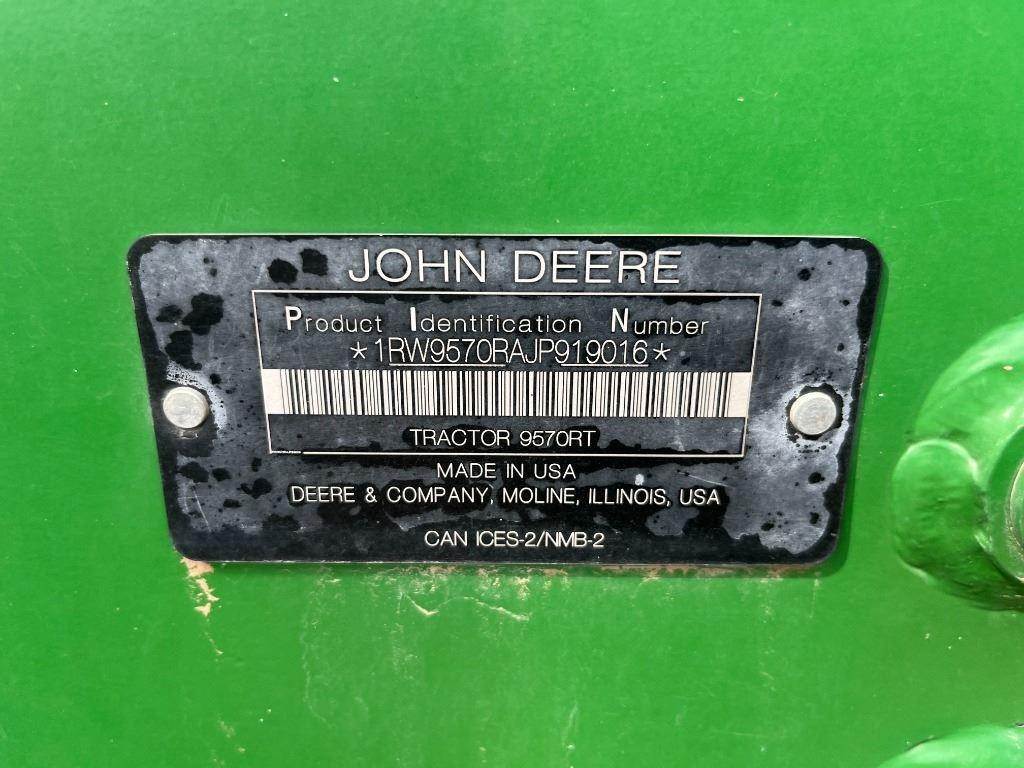 JOHN DEERE
Product Identification Number
*1RW9570RAJP919016*
TRACTOR 9570RT
MADE IN USA
DEERE & COMPANY, MOLINE, ILLINOIS, USA
CAN ICES-2/NMB-2